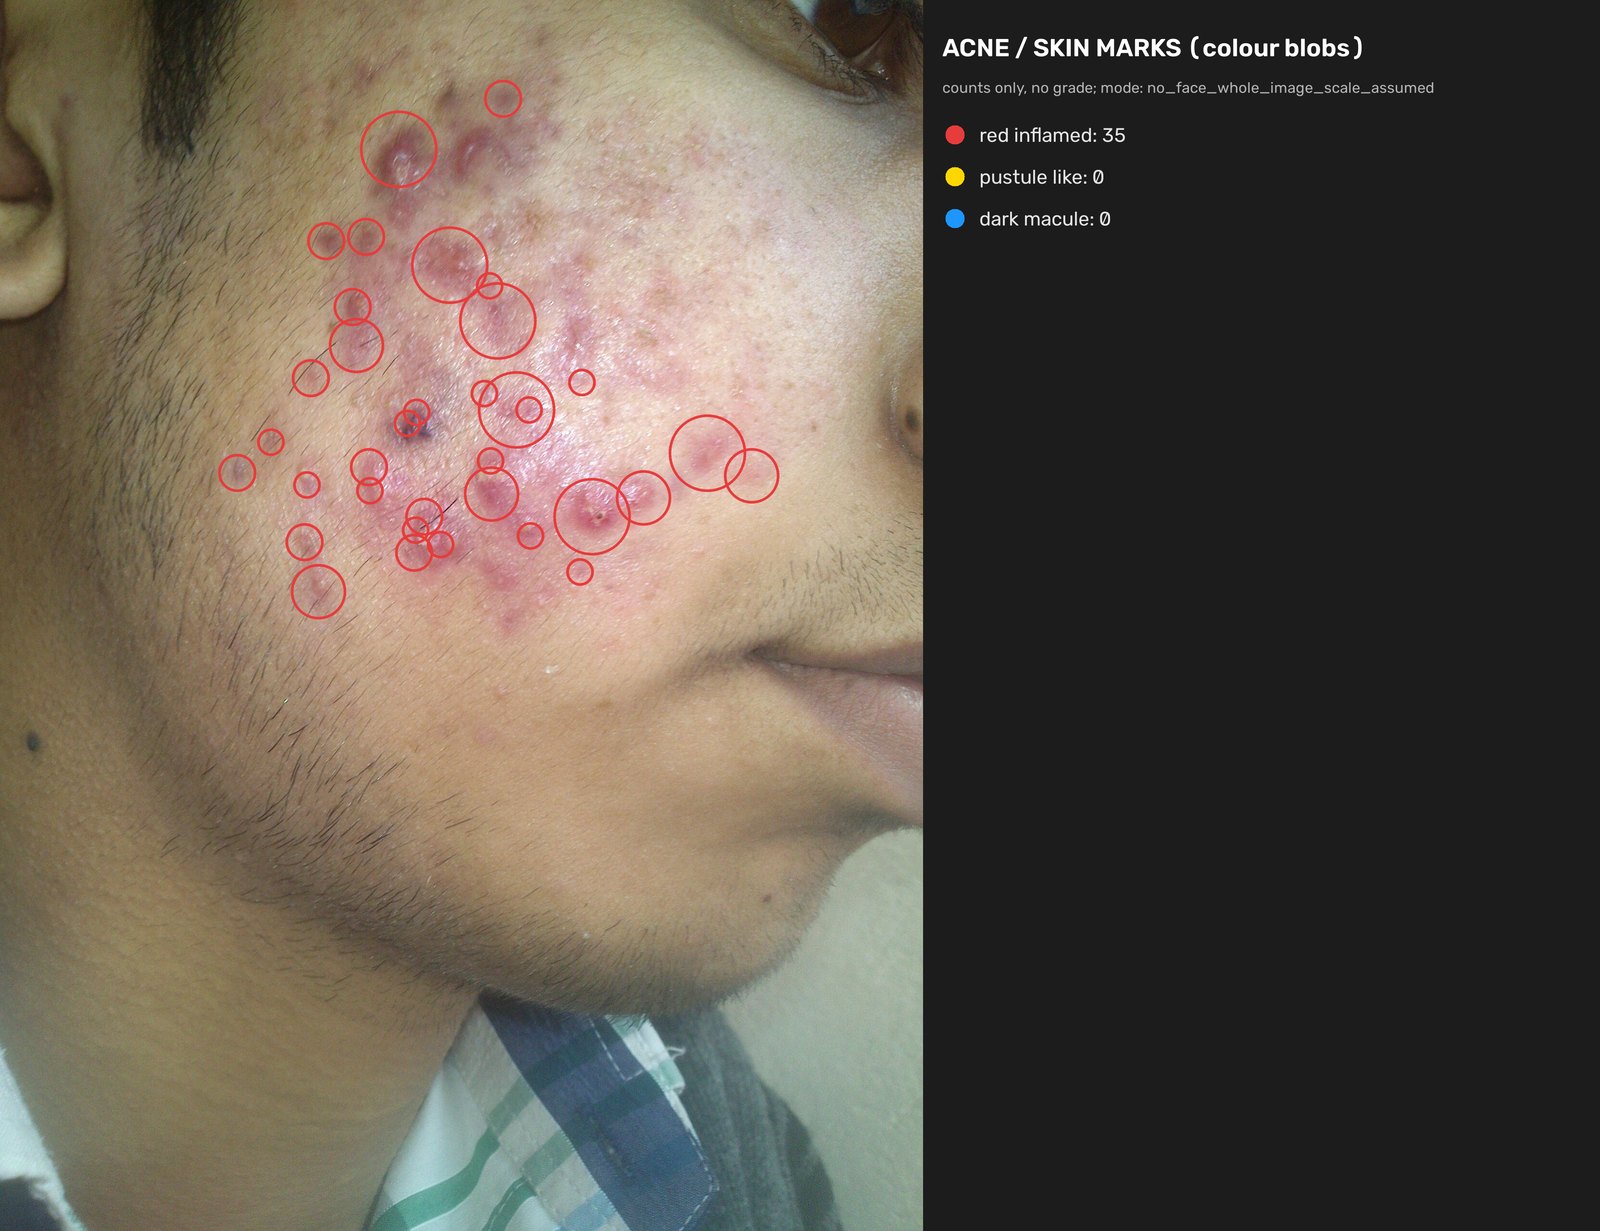 ACNE / SKIN MARKS (colour blobs)
counts only, no grade; mode: no_face_whole_image_scale_assumed
red inflamed: 35
pustule like: 0
dark macule: 0